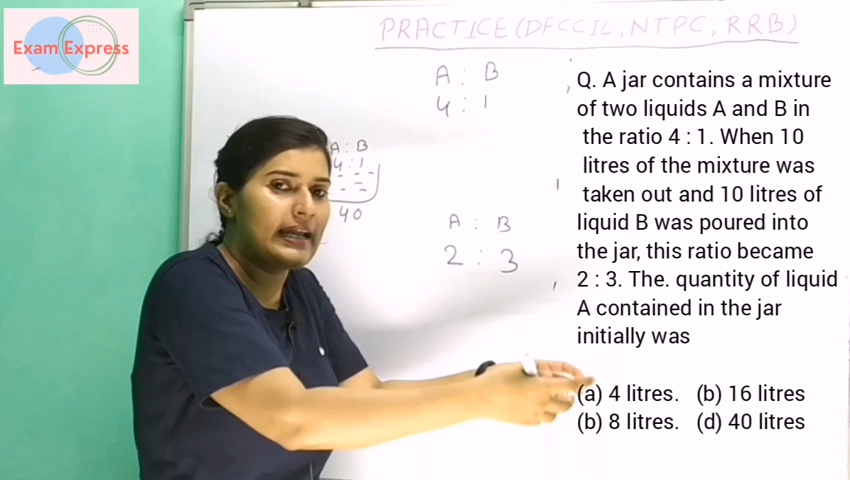 Exam Express
PRACTICE(DFCCIL, NTPC, RRB)
A : B
4 : 1
A : B
4 : 1
40
A : B
2 : 3
Q. A jar contains a mixture
of two liquids A and B in
the ratio 4 : 1. When 10
litres of the mixture was
taken out and 10 litres of
liquid B was poured into
the jar, this ratio became
2 : 3. The. quantity of liquid
A contained in the jar
initially was
(a) 4 litres. (b) 16 litres
(b) 8 litres. (d) 40 litres